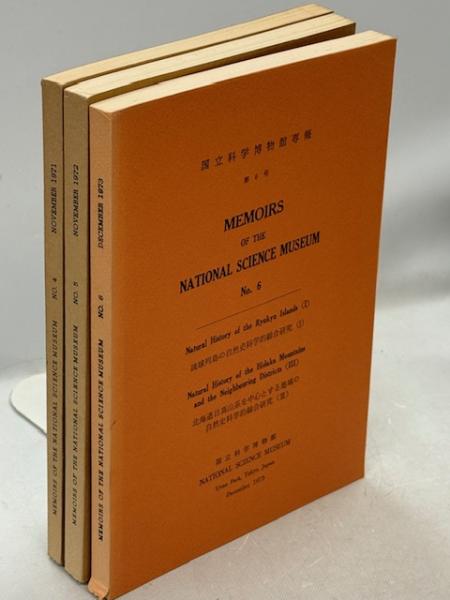 MEMOIRS OF THE NATIONAL SCIENCE MUSEUM NO. 4 NOVEMBER 1971
MEMOIRS OF THE NATIONAL SCIENCE MUSEUM NO. 5 NOVEMBER 1972
MEMOIRS OF THE NATIONAL SCIENCE MUSEUM NO. 6 DECEMBER 1973
国立科学博物館専報
第6号
MEMOIRS
OF THE
NATIONAL SCIENCE MUSEUM
No. 6
Natural History of the Ryukyu Islands (I)
琉球列島の自然史科学的総合研究 (I)
Natural History of the Hidaka Mountains
and the Neighbouring Districts (III)
北海道日高山系を中心とする地域の
自然史科学的総合研究 (III)
国立科学博物館
NATIONAL SCIENCE MUSEUM
Ueno Park, Tokyo, Japan
December 1973